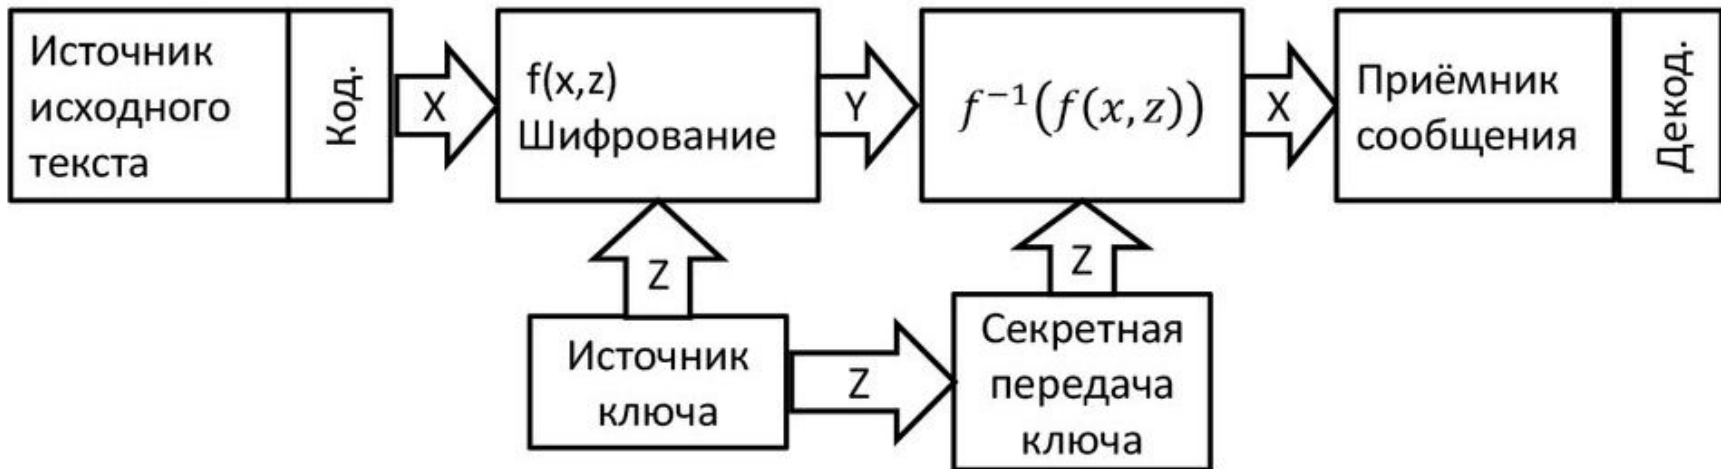 Источник
исходного
текста
Код.
X
f(x,z)
Шифрование
Y
f⁻¹(f(x, z))
X
Приёмник
сообщения
Декод.
Z
Z
Источник
ключа
Z
Секретная
передача
ключа